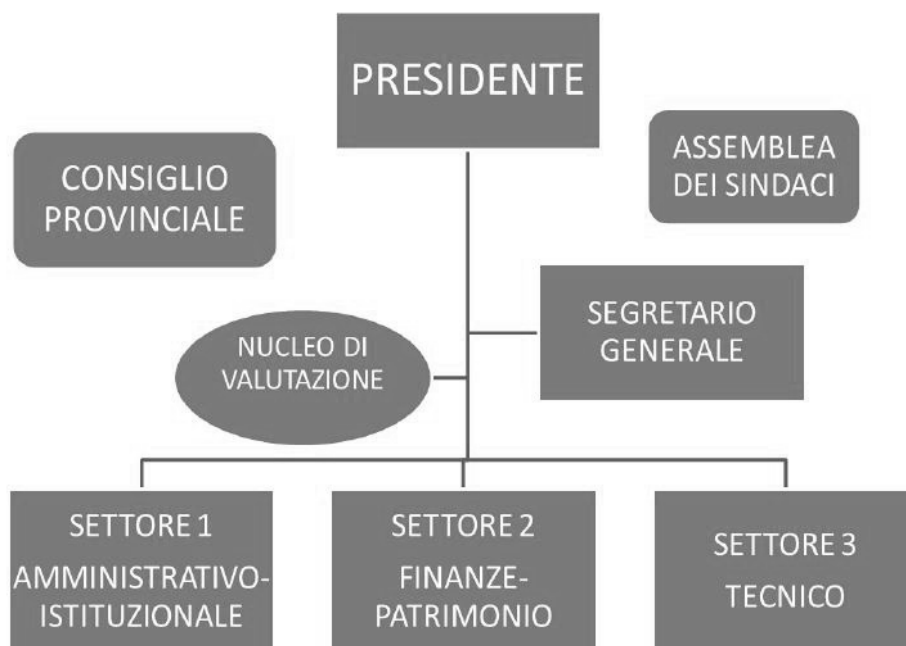 PRESIDENTE
CONSIGLIO
PROVINCIALE
ASSEMBLEA
DEI SINDACI
SEGRETARIO
GENERALE
NUCLEO DI
VALUTAZIONE
SETTORE 1
AMMINISTRATIVO-
ISTITUZIONALE
SETTORE 2
FINANZE-
PATRIMONIO
SETTORE 3
TECNICO